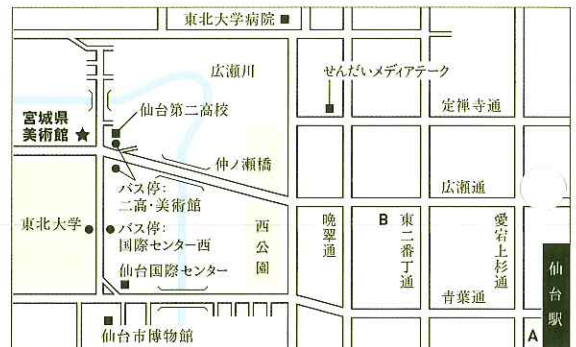 東北大学病院
広瀬川
せんだいメディアテーク
定禅寺通
仙台第二高校
宮城県
美術館
仲ノ瀬橋
バス停:
二高・美術館
広瀬通
東北大学
バス停:
国際センター西
西公園
晩翠通
B
東二番丁通
愛宕上杉通
仙台国際センター
青葉通
仙台駅
A
仙台市博物館